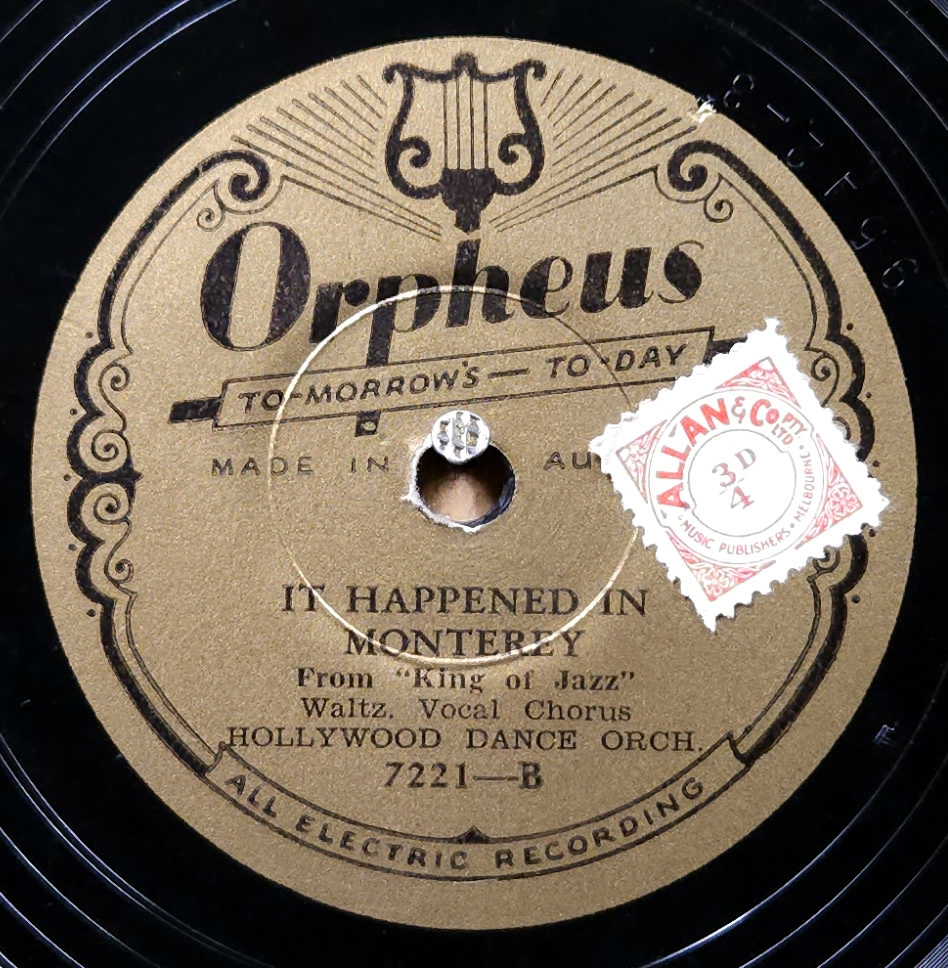 Orpheus
TO-MORROW'S — TO-DAY
MADE IN AU
ALLAN & Co PTY. LTD
3D
4
MUSIC PUBLISHERS • MELBOURNE •
IT HAPPENED IN
MONTEREY
From "King of Jazz"
Waltz. Vocal Chorus
HOLLYWOOD DANCE ORCH.
7221—B
ALL ELECTRIC RECORDING